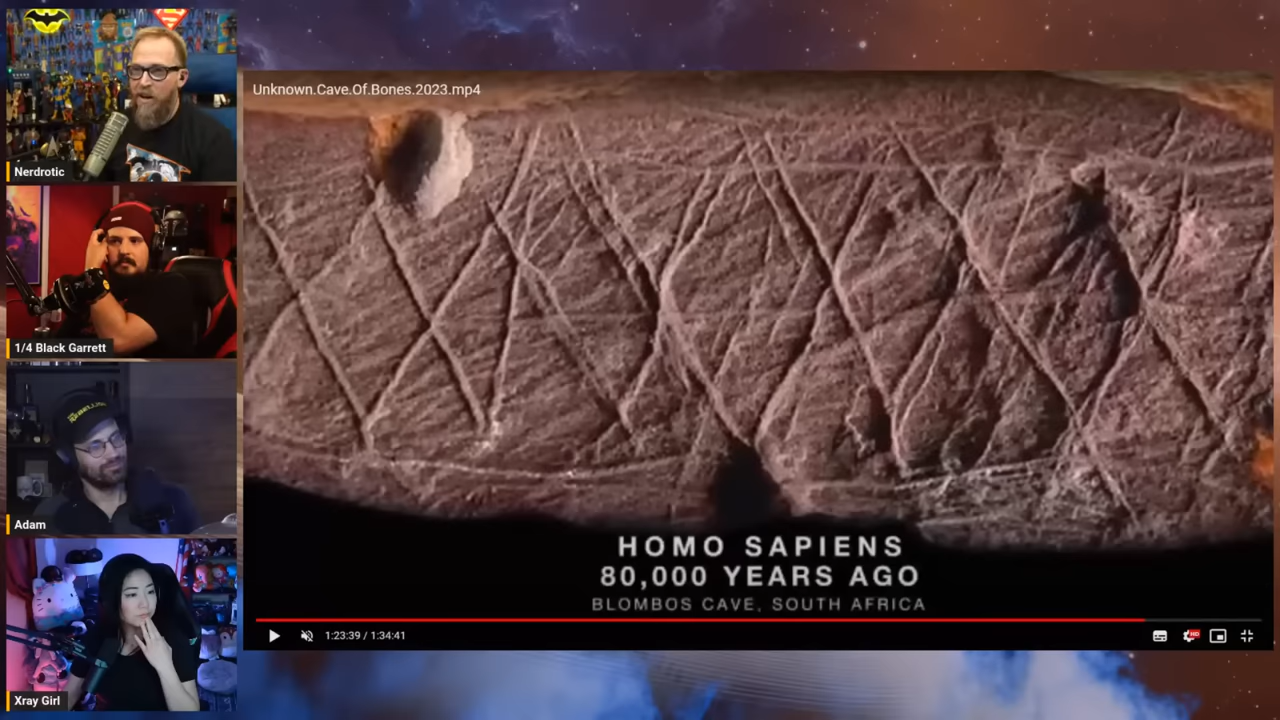 Nerdrotic
1/4 Black Garrett
Adam
Xray Girl
Unknown.Cave.Of.Bones.2023.mp4
HOMO SAPIENS
80,000 YEARS AGO
BLOMBOS CAVE, SOUTH AFRICA
1:23:39 / 1:34:41
HD